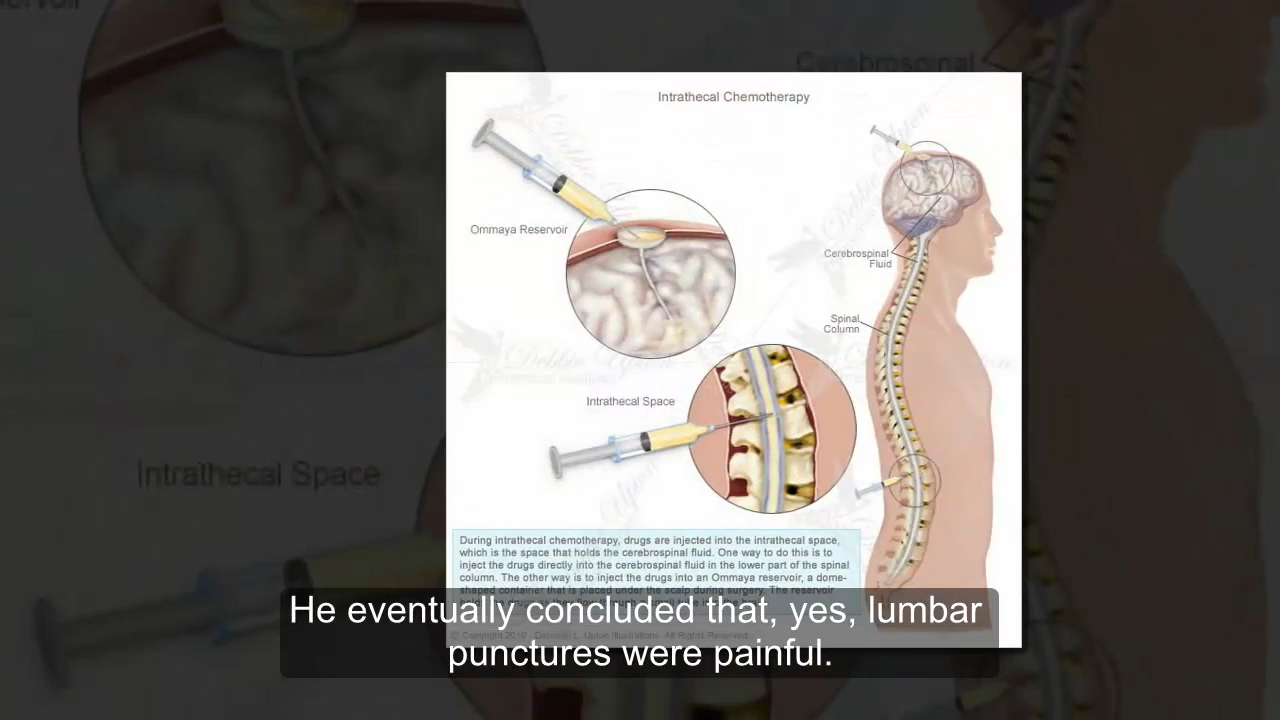 Intrathecal Chemotherapy
Ommaya Reservoir
Cerebrospinal
Fluid
Spinal
Column
Intrathecal Space
During intrathecal chemotherapy, drugs are injected into the intrathecal space,
which is the space that holds the cerebrospinal fluid. One way to do this is to
inject the drugs directly into the cerebrospinal fluid in the lower part of the spinal
column. The other way is to inject the drugs into an Ommaya reservoir, a dome-
shaped container that is placed under the scalp during surgery. The reservoir
He eventually concluded that, yes, lumbar
punctures were painful.
Cerebrospinal
Intrathecal Space